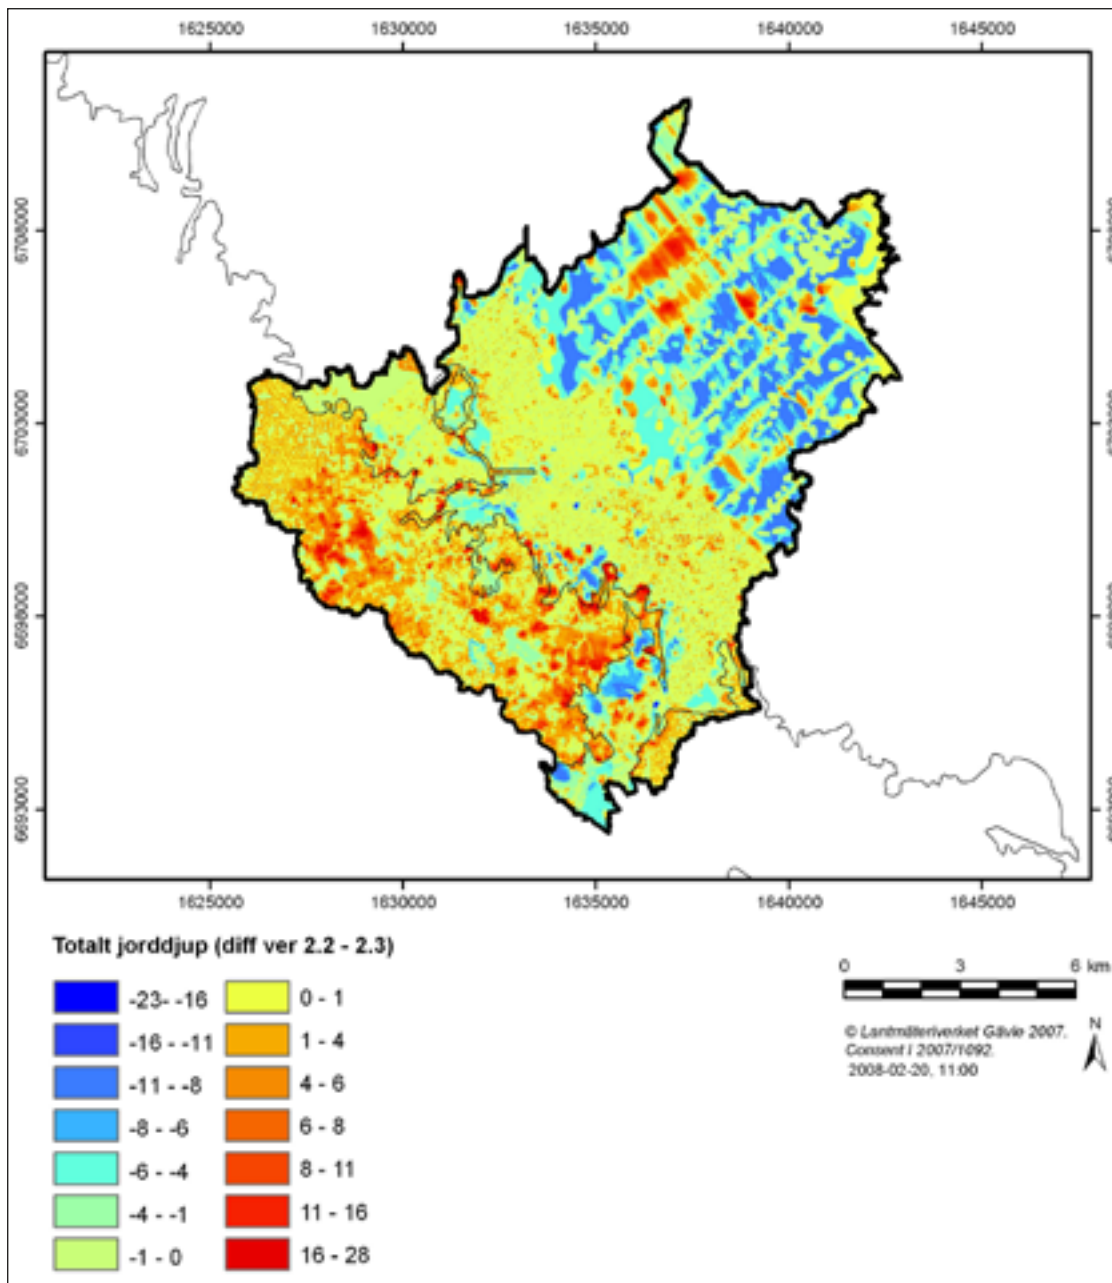 1625000 1630000 1635000 1640000 1645000
6708000
6703000
6698000
6693000
1625000 1630000 1635000 1640000 1645000
Totalt jorddjup (diff ver 2.2 - 2.3)
-23- -16
-16 - -11
-11 - -8
-8 - -6
-6 - -4
-4 - -1
-1 - 0
0 - 1
1 - 4
4 - 6
6 - 8
8 - 11
11 - 16
16 - 28
0 3 6 km
© Lantmäteriverket Gävle 2007.
Consent I 2007/1092.
2008-02-20, 11:00
N